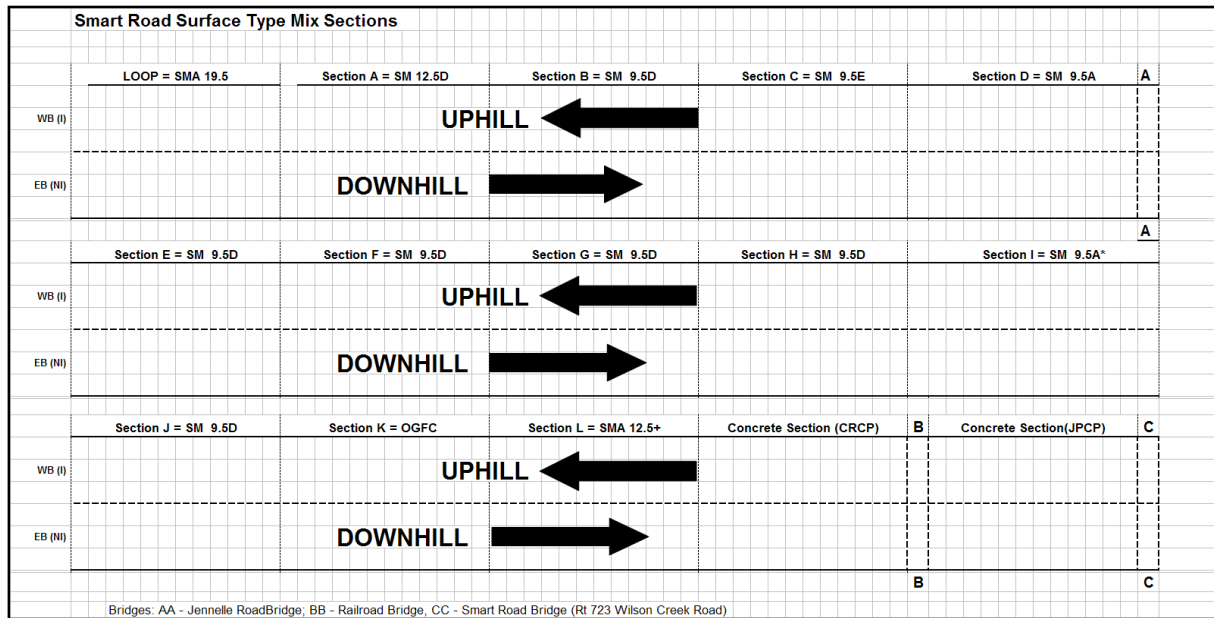 Smart Road Surface Type Mix Sections
LOOP = SMA 19.5 Section A = SM 12.5D Section B = SM 9.5D Section C = SM 9.5E Section D = SM 9.5A A
WB (I) UPHILL
EB (NI) DOWNHILL
A
Section E = SM 9.5D Section F = SM 9.5D Section G = SM 9.5D Section H = SM 9.5D Section I = SM 9.5A*
WB (I) UPHILL
EB (NI) DOWNHILL
Section J = SM 9.5D Section K = OGFC Section L = SMA 12.5+ Concrete Section (CRCP) B Concrete Section(JPCP) C
WB (I) UPHILL
EB (NI) DOWNHILL
B C
Bridges: AA - Jennelle RoadBridge; BB - Railroad Bridge, CC - Smart Road Bridge (Rt 723 Wilson Creek Road)